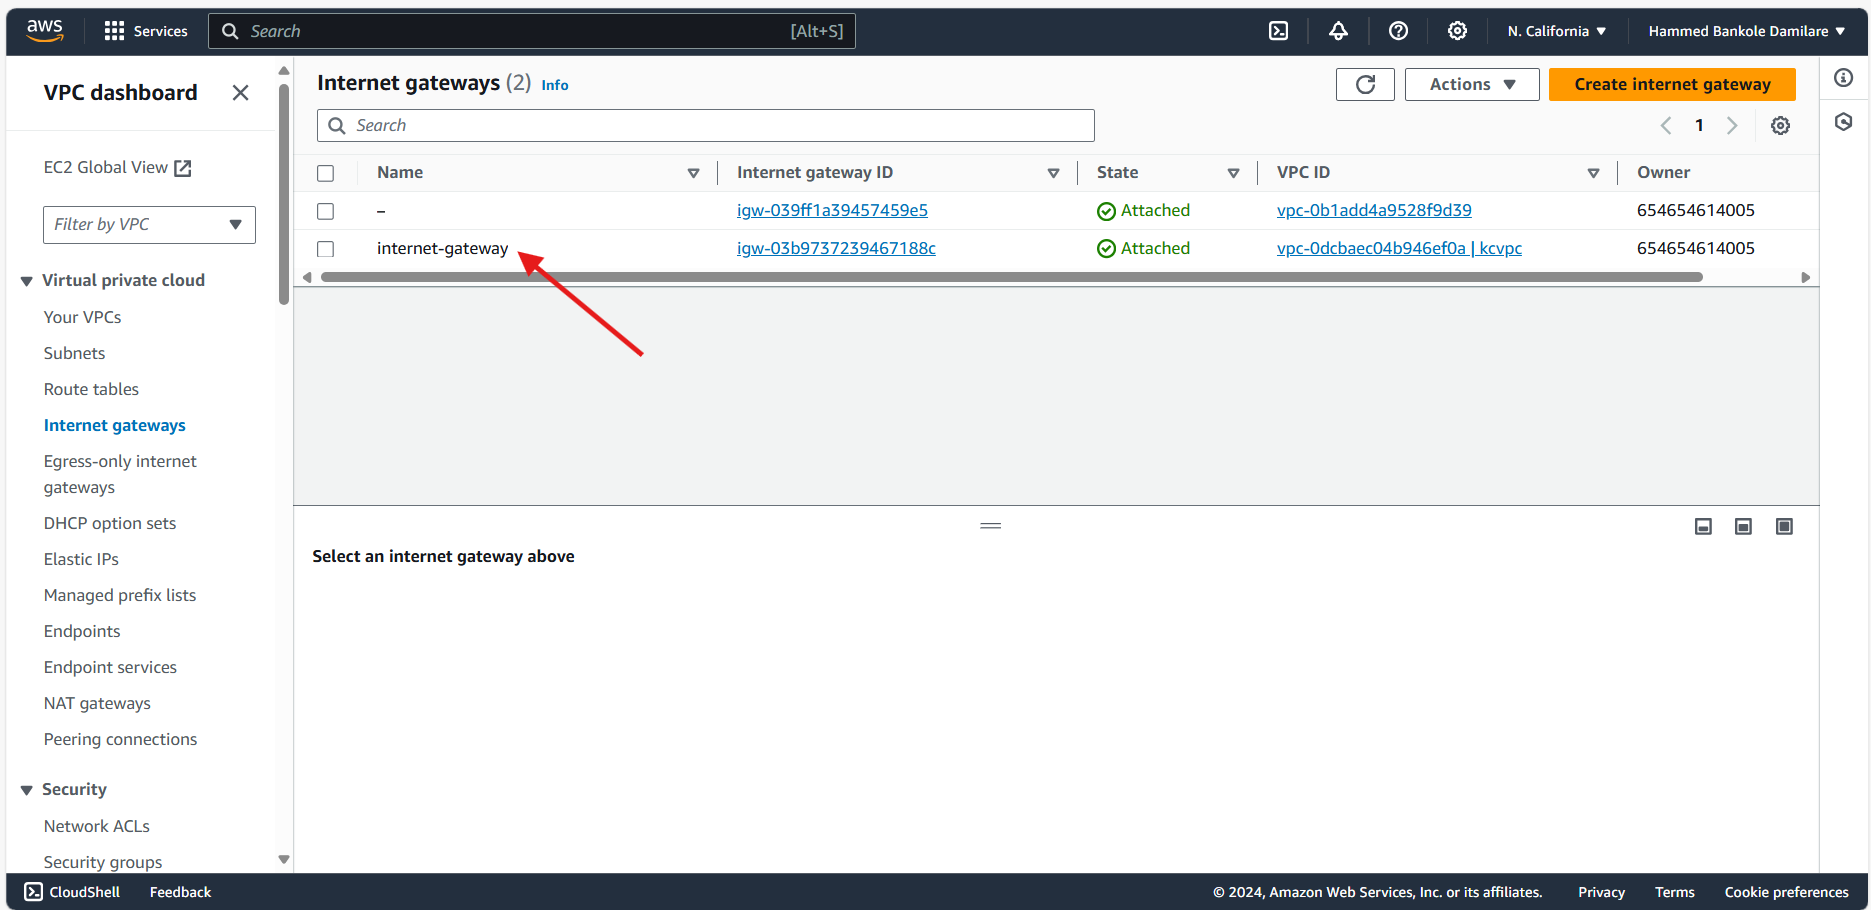 aws
Services
Search
[Alt+S]
N. California
Hammed Bankole Damilare
VPC dashboard
EC2 Global View
Filter by VPC
Virtual private cloud
Your VPCs
Subnets
Route tables
Internet gateways
Egress-only internet
gateways
DHCP option sets
Elastic IPs
Managed prefix lists
Endpoints
Endpoint services
NAT gateways
Peering connections
Security
Network ACLs
Security groups
Internet gateways (2) Info
Actions
Create internet gateway
Search
1
Name Internet gateway ID State VPC ID Owner
– igw-039ff1a39457459e5 Attached vpc-0b1add4a9528f9d39 654654614005
internet-gateway igw-03b9737239467188c Attached vpc-0dcbaec04b946ef0a | kcvpc 654654614005
Select an internet gateway above
CloudShell Feedback © 2024, Amazon Web Services, Inc. or its affiliates. Privacy Terms Cookie preferences